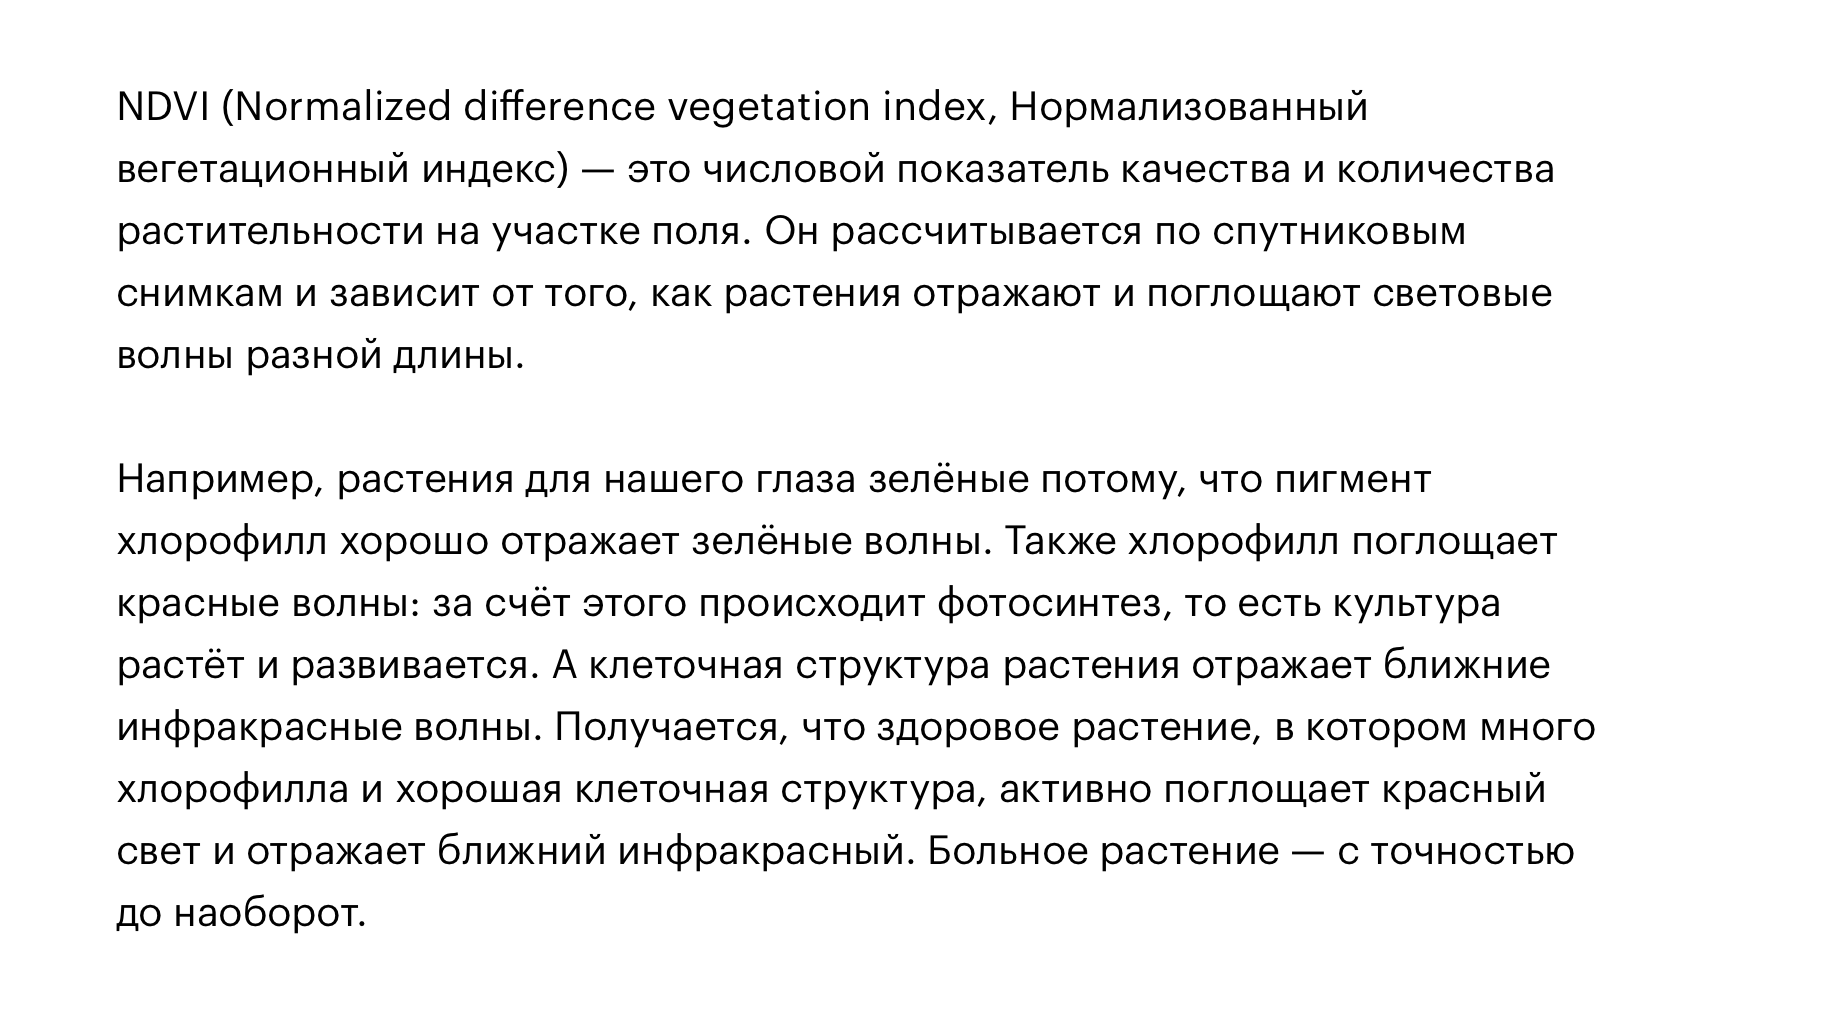 NDVI (Normalized difference vegetation index, Нормализованный
вегетационный индекс) — это числовой показатель качества и количества
растительности на участке поля. Он рассчитывается по спутниковым
снимкам и зависит от того, как растения отражают и поглощают световые
волны разной длины.
Например, растения для нашего глаза зелёные потому, что пигмент
хлорофилл хорошо отражает зелёные волны. Также хлорофилл поглощает
красные волны: за счёт этого происходит фотосинтез, то есть культура
растёт и развивается. А клеточная структура растения отражает ближние
инфракрасные волны. Получается, что здоровое растение, в котором много
хлорофилла и хорошая клеточная структура, активно поглощает красный
свет и отражает ближний инфракрасный. Больное растение — с точностью
до наоборот.